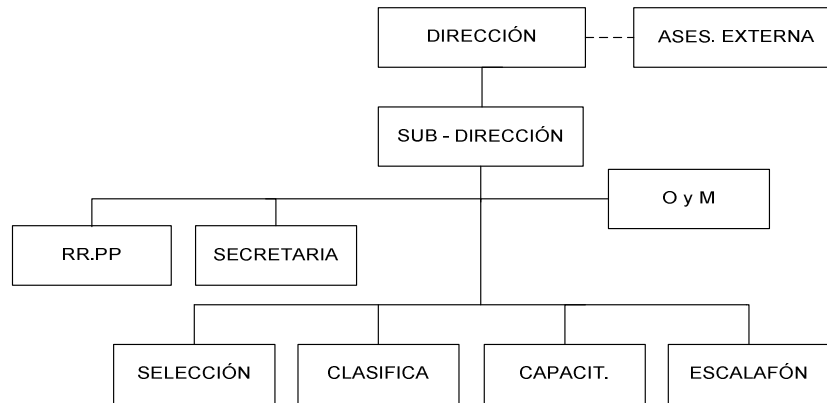 DIRECCIÓN
ASES. EXTERNA
SUB - DIRECCIÓN
O y M
RR.PP
SECRETARIA
SELECCIÓN
CLASIFICA
CAPACIT.
ESCALAFÓN